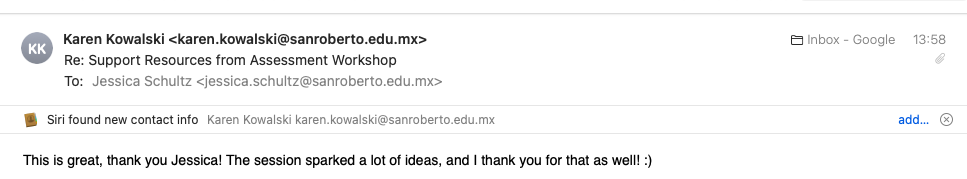 KK
Karen Kowalski <karen.kowalski@sanroberto.edu.mx>
Inbox - Google 13:58
Re: Support Resources from Assessment Workshop
To: Jessica Schultz <jessica.schultz@sanroberto.edu.mx>
Siri found new contact info Karen Kowalski karen.kowalski@sanroberto.edu.mx add...
This is great, thank you Jessica! The session sparked a lot of ideas, and I thank you for that as well! :)